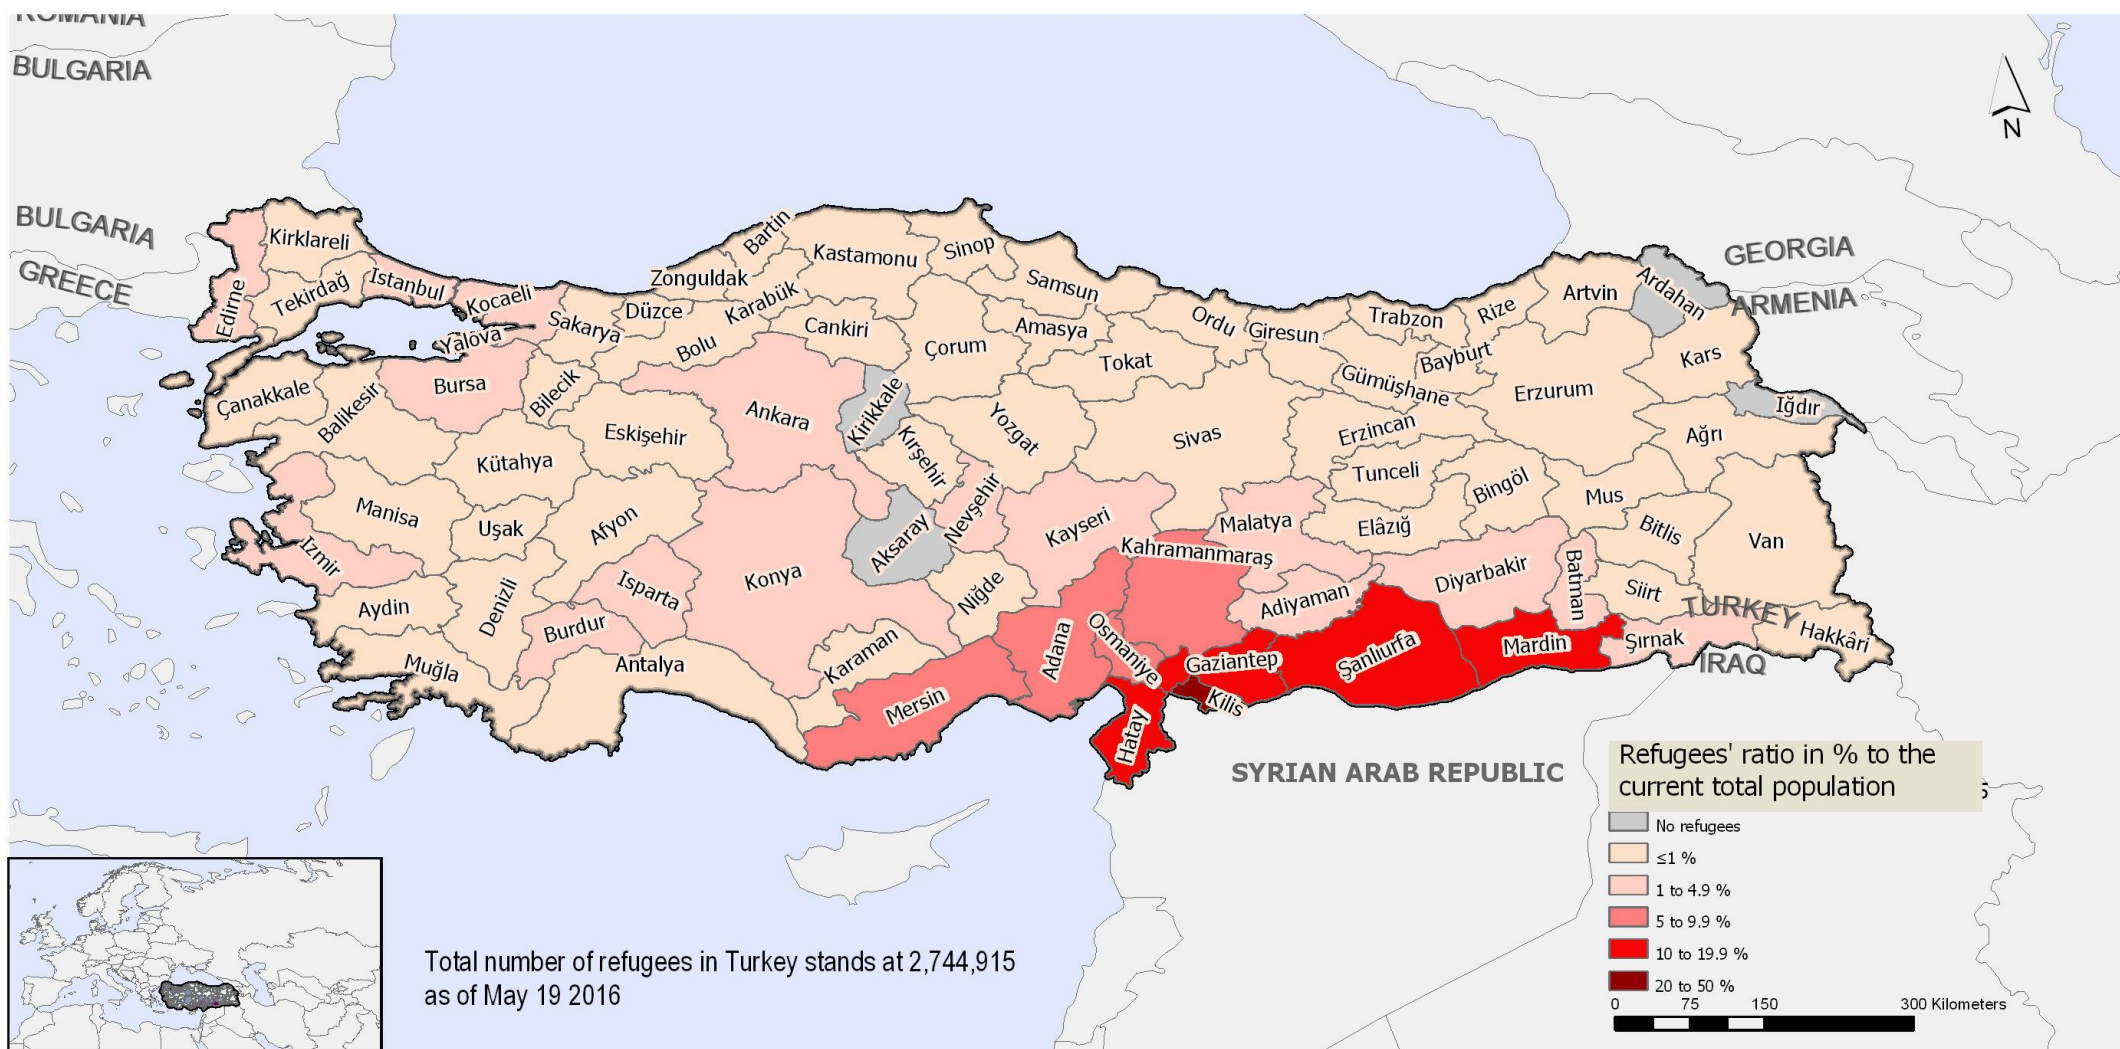 ROMANIA
BULGARIA
BULGARIA
GREECE
GEORGIA
ARMENIA
N
Kirklareli
Edirne
Tekirdağ
Istanbul
Kocaeli
Yalova
Sakarya
Düzce
Zonguldak
Bartin
Karabük
Kastamonu
Sinop
Samsun
Cankiri
Bolu
Çorum
Amasya
Tokat
Ordu
Giresun
Trabzon
Rize
Artvin
Ardahan
Bayburt
Gümüşhane
Kars
Erzurum
Iğdır
Ağrı
Çanakkale
Balikesir
Bursa
Bilecik
Eskişehir
Kütahya
Ankara
Kirikkale
Kırşehir
Yozgat
Sivas
Erzincan
Tunceli
Bingöl
Mus
Bitlis
Van
Elâzığ
Malatya
Manisa
Uşak
Afyon
Izmir
Konya
Aksaray
Nevşehir
Kayseri
Kahramanmaraş
Niğde
Isparta
Burdur
Denizli
Aydin
Muğla
Antalya
Karaman
Mersin
Adana
Osmaniye
Hatay
Kilis
Gaziantep
Adiyaman
Şanlıurfa
Diyarbakir
Mardin
Batman
Siirt
Şırnak
Hakkâri
TURKEY
IRAQ
SYRIAN ARAB REPUBLIC
Refugees' ratio in % to the
current total population
No refugees
≤1 %
1 to 4.9 %
5 to 9.9 %
10 to 19.9 %
20 to 50 %
0 75 150 300 Kilometers
Total number of refugees in Turkey stands at 2,744,915
as of May 19 2016